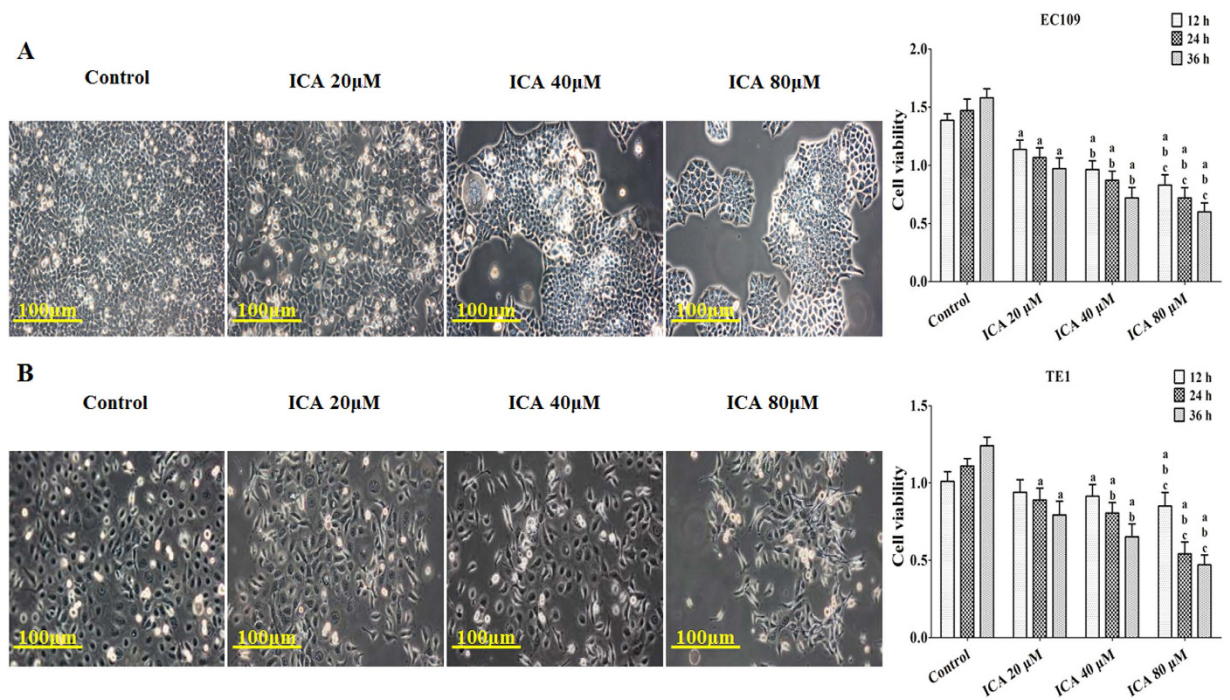 A
Control
ICA 20μM
ICA 40μM
ICA 80μM
100μm
100μm
100μm
100μm
EC109
12 h
24 h
36 h
Cell viability
2.0
1.5
1.0
0.5
0.0
a
a
a
a
b
a
b
a
b
a
b
c
a
b
c
a
b
c
Control
ICA 20 μM
ICA 40 μM
ICA 80 μM
B
Control
ICA 20μM
ICA 40μM
ICA 80μM
100μm
100μm
100μm
100μm
TE1
12 h
24 h
36 h
Cell viability
1.5
1.0
0.5
0.0
a
a
a
a
b
a
b
a
b
c
a
b
c
a
b
c
Control
ICA 20 μM
ICA 40 μM
ICA 80 μM